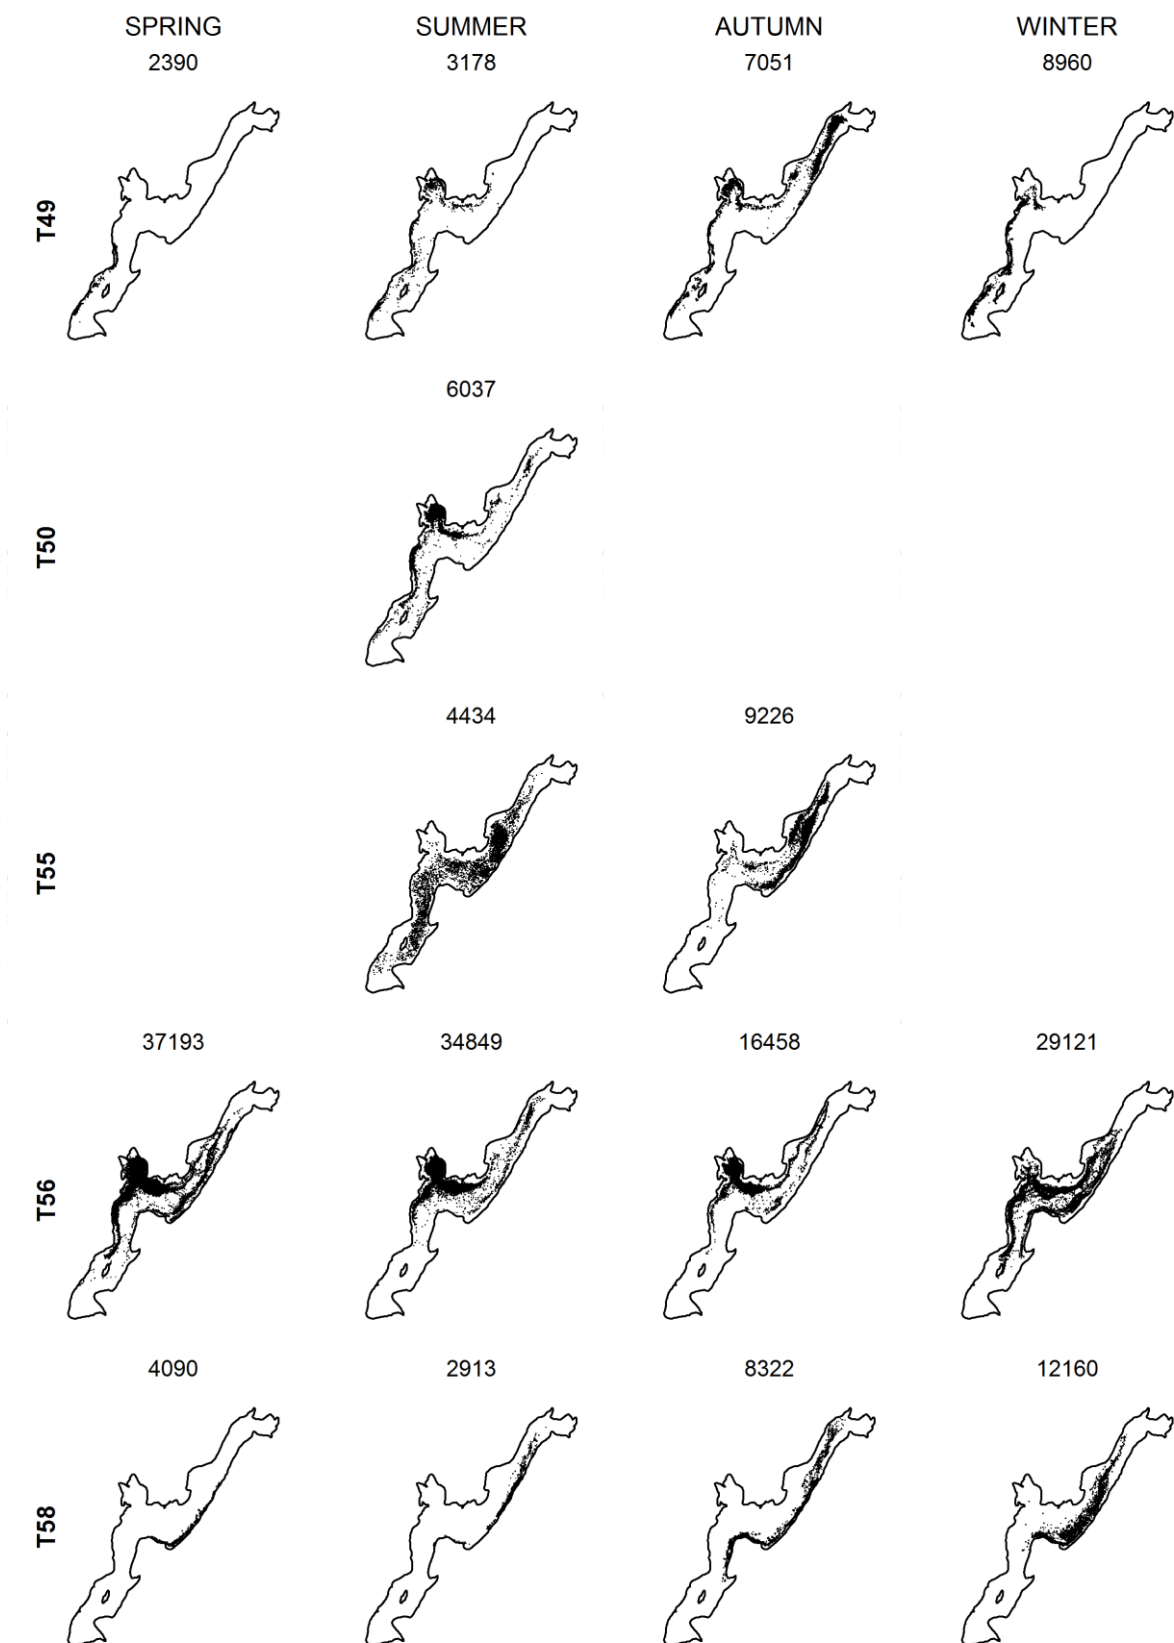 SPRING SUMMER AUTUMN WINTER
2390 3178 7051 8960
T49
6037
T50
4434 9226
T55
37193 34849 16458 29121
T56
4090 2913 8322 12160
T58